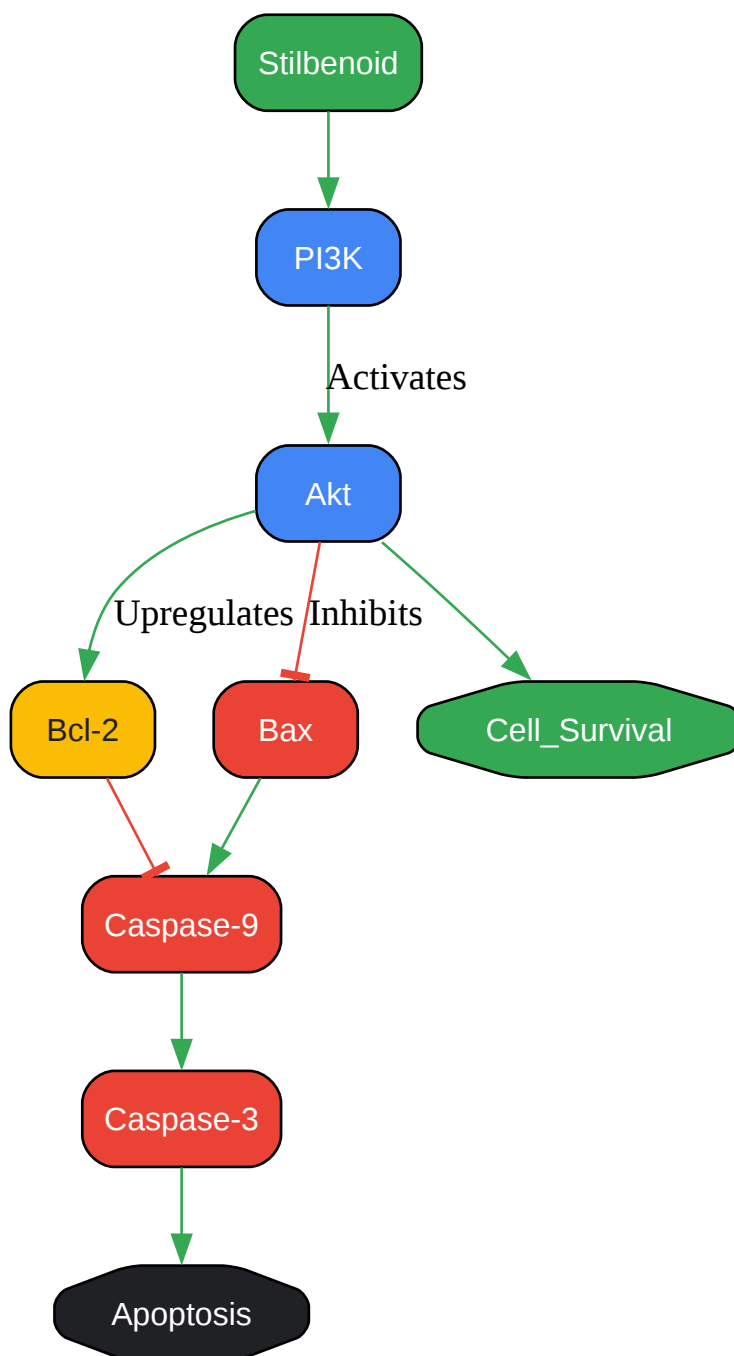 Stilbenoid
PI3K
Activates
Akt
Upregulates
Inhibits
Bcl-2
Bax
Cell_Survival
Caspase-9
Caspase-3
Apoptosis